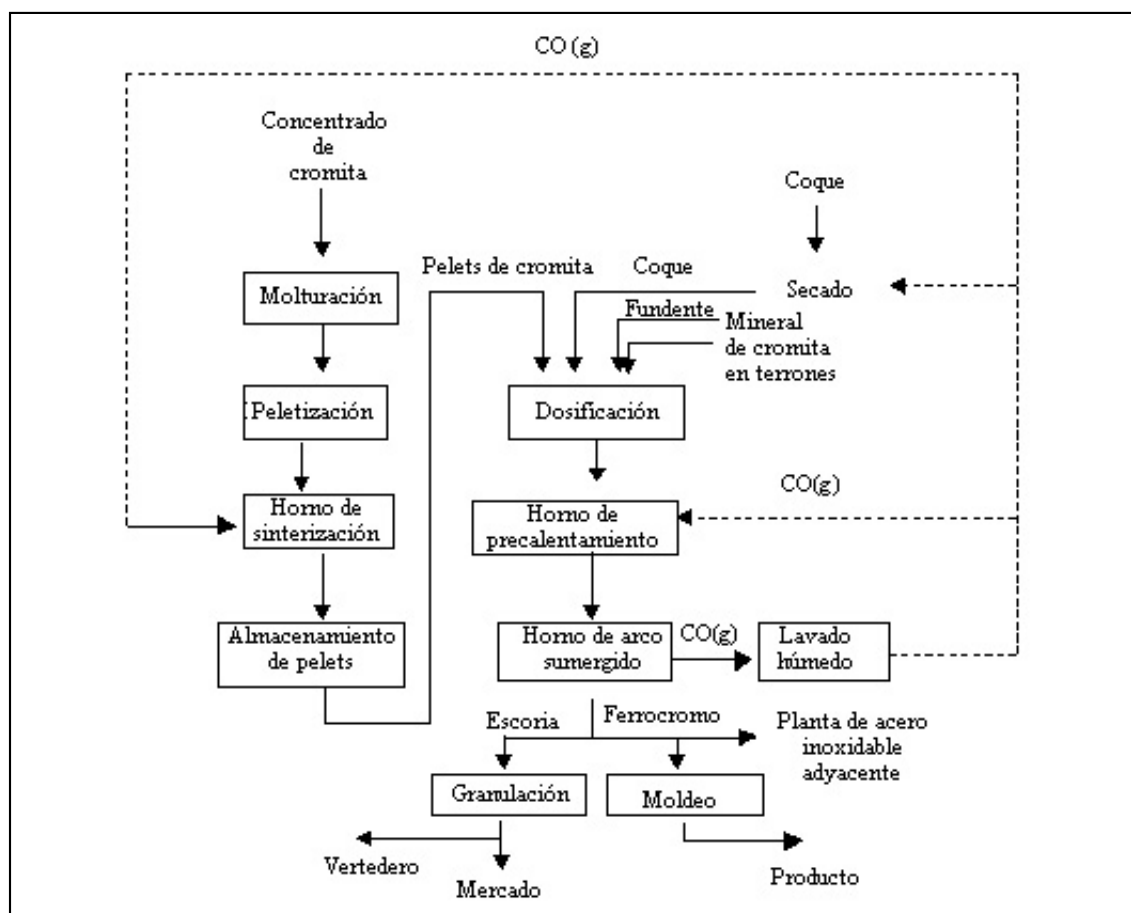 CO (g)
Concentrado
de
cromita
Coque
Pelets de cromita
Coque
Secado
Molturación
Fundente
Mineral
de cromita
en terrones
Peletización
Dosificación
CO(g)
Horno de
sinterización
Horno de
precalentamiento
Almacenamiento
de pelets
Horno de arco
sumergido
CO(g)
Lavado
húmedo
Escoria
Ferrocromo
Planta de acero
inoxidable
adyacente
Granulación
Moldeo
Vertedero
Mercado
Producto